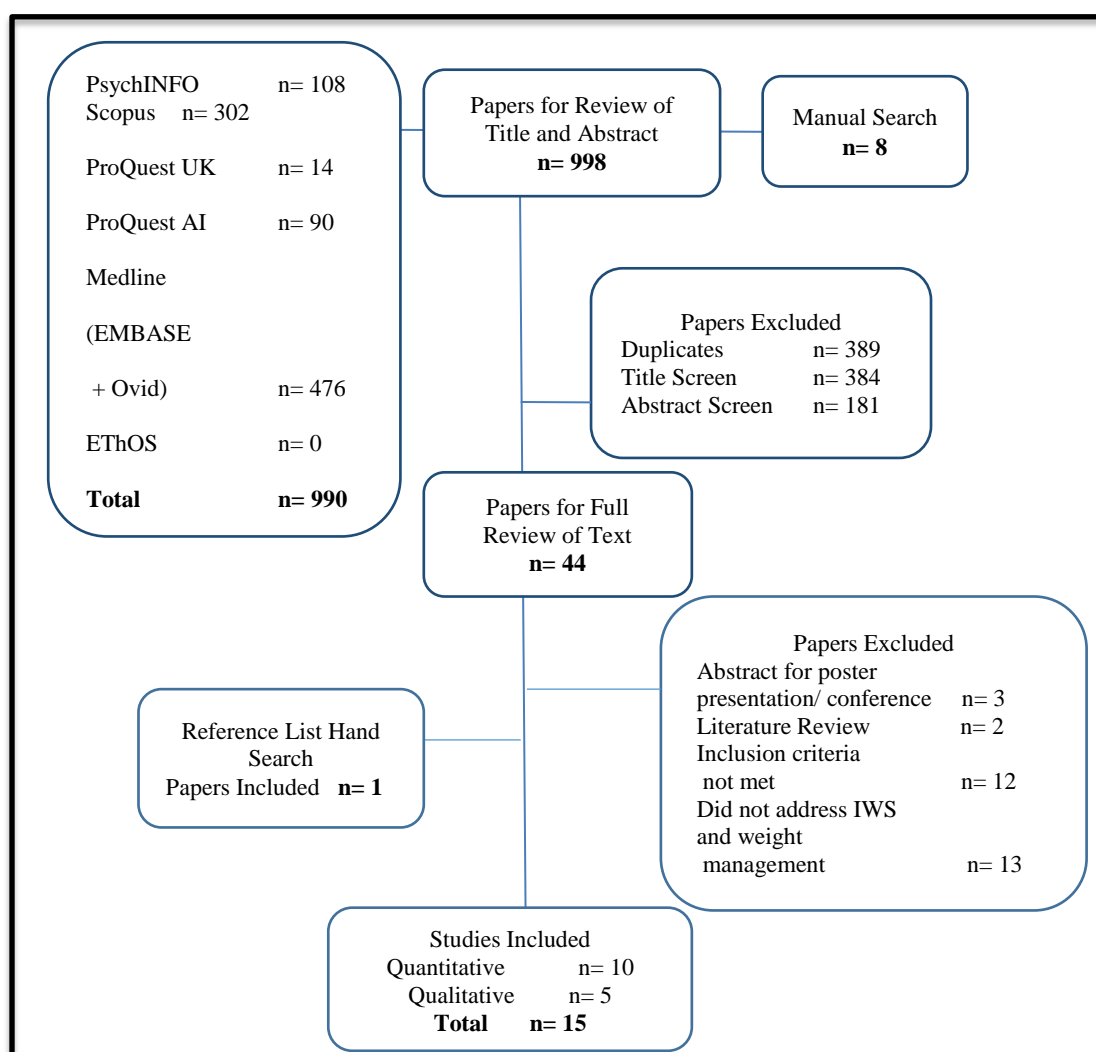 PsychINFO n= 108
Scopus n= 302
ProQuest UK n= 14
ProQuest AI n= 90
Medline
(EMBASE
+ Ovid) n= 476
EThOS n= 0
Total n= 990
Papers for Review of
Title and Abstract
n= 998
Manual Search
n= 8
Papers Excluded
Duplicates n= 389
Title Screen n= 384
Abstract Screen n= 181
Papers for Full
Review of Text
n= 44
Papers Excluded
Abstract for poster
presentation/ conference n= 3
Literature Review n= 2
Inclusion criteria
not met n= 12
Did not address IWS
and weight
management n= 13
Reference List Hand
Search
Papers Included n= 1
Studies Included
Quantitative n= 10
Qualitative n= 5
Total n= 15